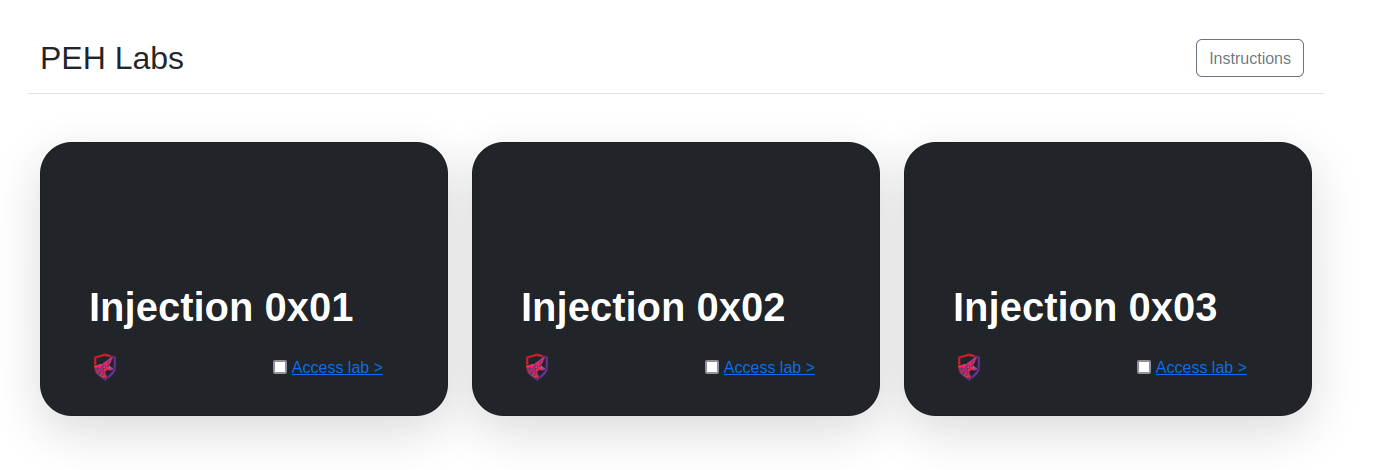 PEH Labs
Instructions
Injection 0x01
Access lab >
Injection 0x02
Access lab >
Injection 0x03
Access lab >